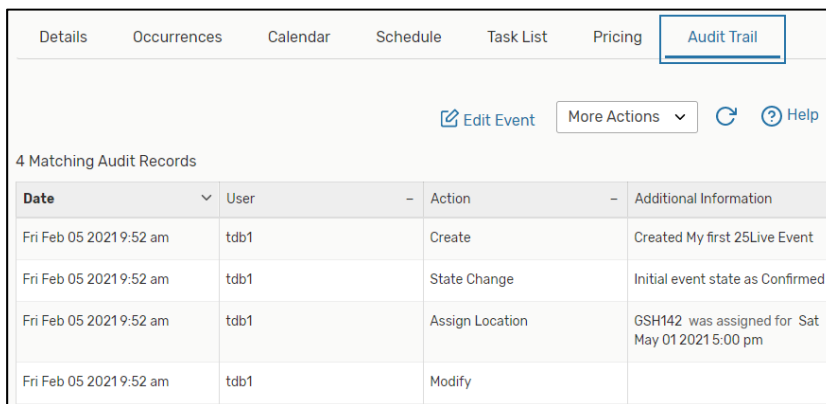 Details Occurrences Calendar Schedule Task List Pricing Audit Trail
Edit Event More Actions Help
4 Matching Audit Records
Date User – Action – Additional Information
Fri Feb 05 2021 9:52 am tdb1 Create Created My first 25Live Event
Fri Feb 05 2021 9:52 am tdb1 State Change Initial event state as Confirmed
Fri Feb 05 2021 9:52 am tdb1 Assign Location GSH142 was assigned for Sat
May 01 2021 5:00 pm
Fri Feb 05 2021 9:52 am tdb1 Modify